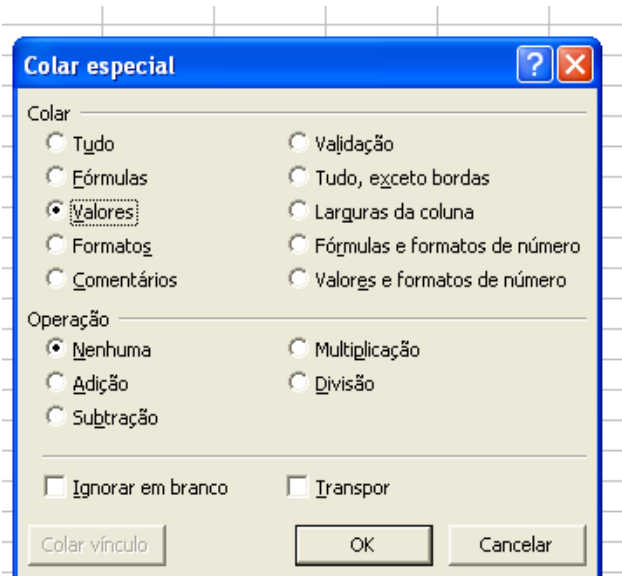 Colar especial
Colar
Tudo
Validação
Fórmulas
Tudo, exceto bordas
Valores
Larguras da coluna
Formatos
Fórmulas e formatos de número
Comentários
Valores e formatos de número
Operação
Nenhuma
Multiplicação
Adição
Divisão
Subtração
Ignorar em branco
Transpor
Colar vínculo
OK
Cancelar